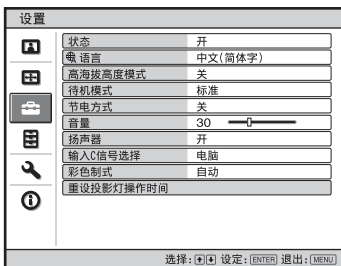 设置
状态 开
语言 中文(简体字)
高海拔高度模式 关
待机模式 标准
节电方式 关
音量 30
扬声器 开
输入C信号选择 电脑
彩色制式 自动
重设投影灯操作时间
选择: 设定: ENTER 退出: MENU